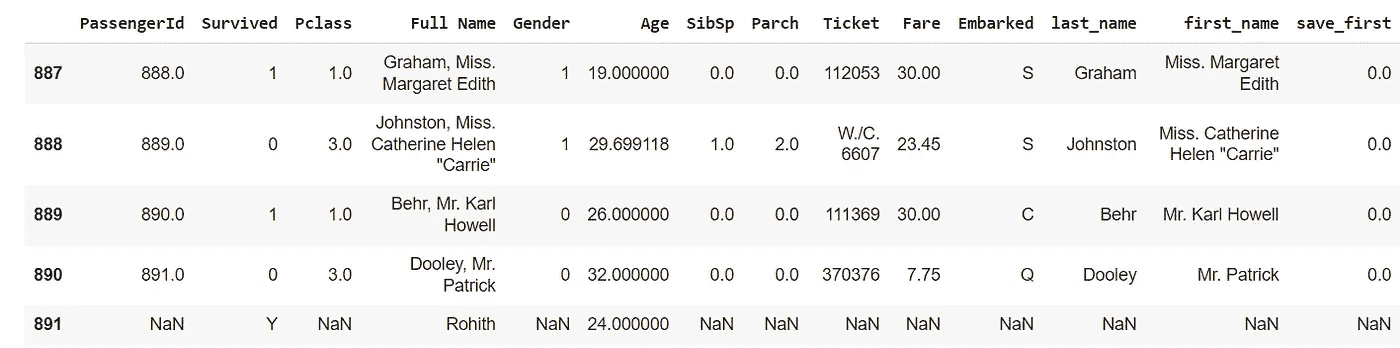 PassengerId Survived Pclass Full Name Gender Age SibSp Parch Ticket Fare Embarked last_name first_name save_first
887 888.0 1 1.0 Graham, Miss. Margaret Edith 1 19.000000 0.0 0.0 112053 30.00 S Graham Miss. Margaret Edith 0.0
888 889.0 0 3.0 Johnston, Miss. Catherine Helen "Carrie" 1 29.699118 1.0 2.0 W./C. 6607 23.45 S Johnston Miss. Catherine Helen "Carrie" 0.0
889 890.0 1 1.0 Behr, Mr. Karl Howell 0 26.000000 0.0 0.0 111369 30.00 C Behr Mr. Karl Howell 0.0
890 891.0 0 3.0 Dooley, Mr. Patrick 0 32.000000 0.0 0.0 370376 7.75 Q Dooley Mr. Patrick 0.0
891 NaN Y NaN Rohith NaN 24.000000 NaN NaN NaN NaN NaN NaN NaN NaN